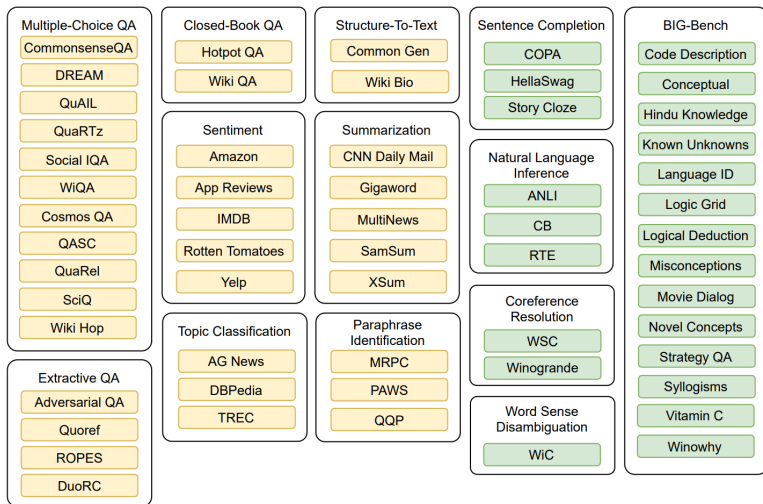 Multiple-Choice QA
CommonsenseQA
DREAM
QuAIL
QuaRTz
Social IQA
WiQA
Cosmos QA
QASC
QuaRel
SciQ
Wiki Hop
Extractive QA
Adversarial QA
Quoref
ROPES
DuoRC
Closed-Book QA
Hotpot QA
Wiki QA
Sentiment
Amazon
App Reviews
IMDB
Rotten Tomatoes
Yelp
Topic Classification
AG News
DBPedia
TREC
Structure-To-Text
Common Gen
Wiki Bio
Summarization
CNN Daily Mail
Gigaword
MultiNews
SamSum
XSum
Paraphrase
Identification
MRPC
PAWS
QQP
Sentence Completion
COPA
HellaSwag
Story Cloze
Natural Language
Inference
ANLI
CB
RTE
Coreference
Resolution
WSC
Winogrande
Word Sense
Disambiguation
WiC
BIG-Bench
Code Description
Conceptual
Hindu Knowledge
Known Unknowns
Language ID
Logic Grid
Logical Deduction
Misconceptions
Movie Dialog
Novel Concepts
Strategy QA
Syllogisms
Vitamin C
Winowhy